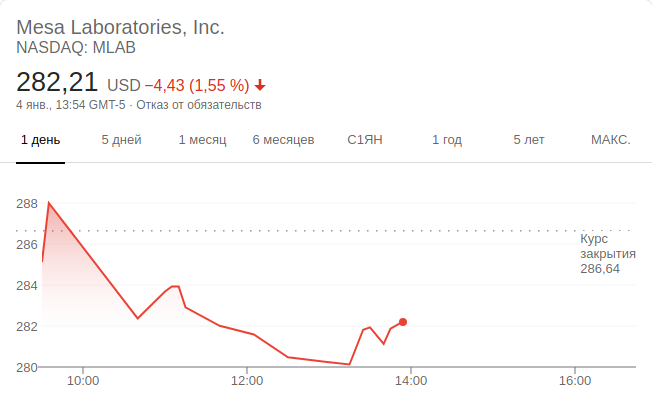 Mesa Laboratories, Inc.
NASDAQ: MLAB
282,21 USD −4,43 (1,55 %)
4 янв., 13:54 GMT-5 · Отказ от обязательств
1 день 5 дней 1 месяц 6 месяцев С1ЯН 1 год 5 лет МАКС.
288
286
284
282
280
Курс
закрытия
286,64
10:00 12:00 14:00 16:00